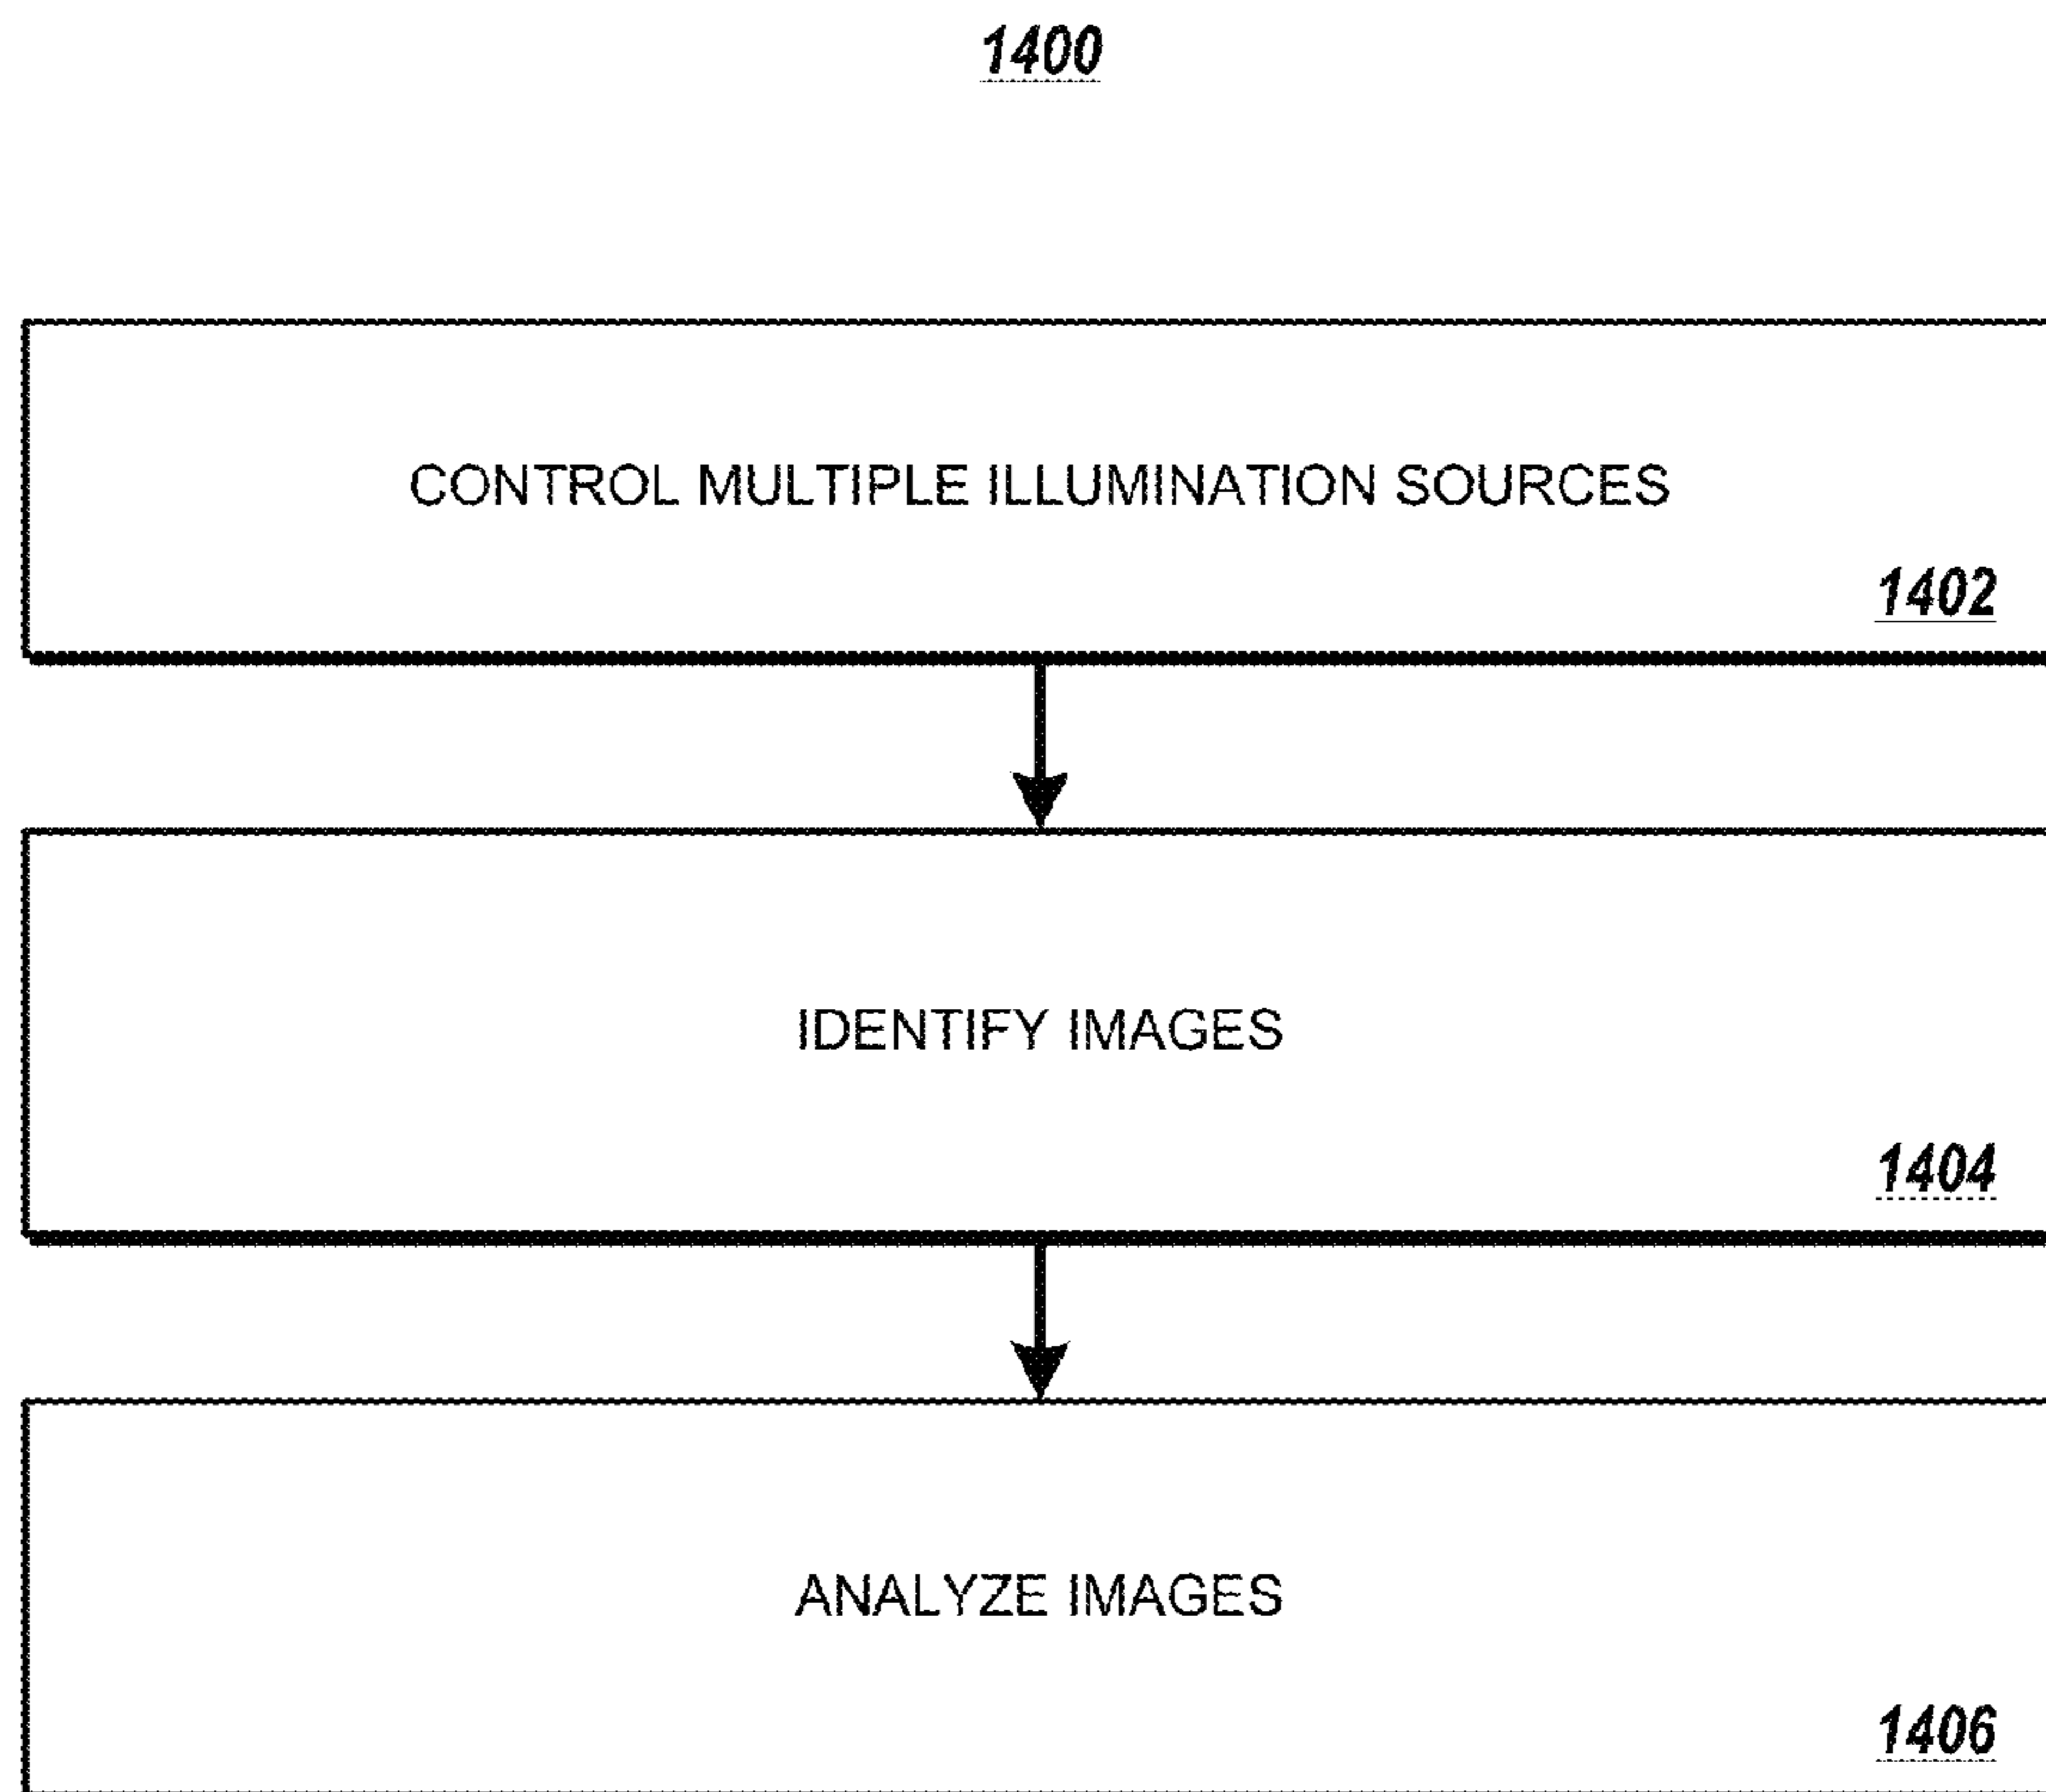 1400
CONTROL MULTIPLE ILLUMINATION SOURCES
1402
IDENTIFY IMAGES
1404
ANALYZE IMAGES
1406